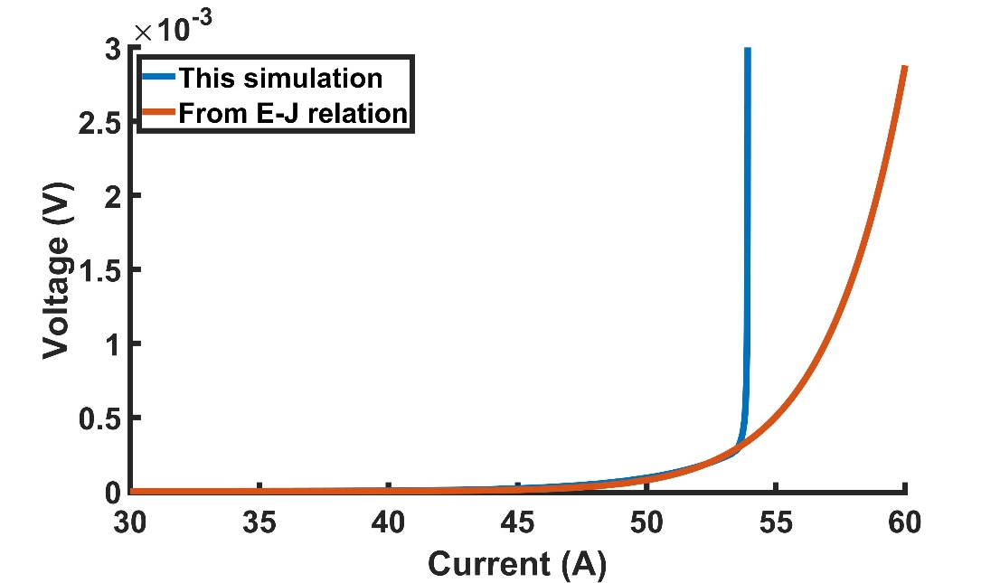 ×10-3
3
This simulation
From E-J relation
2.5
2
1.5
1
0.5
0
Voltage (V)
30 35 40 45 50 55 60
Current (A)